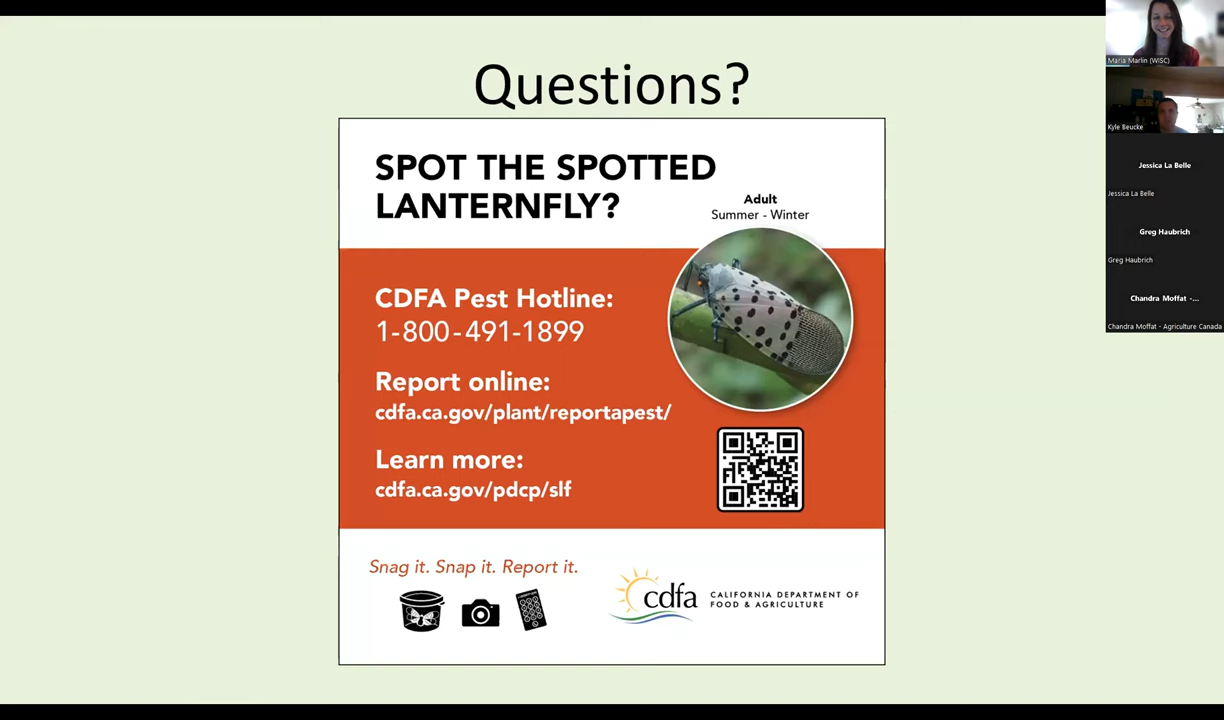 Questions?
SPOT THE SPOTTED
LANTERNFLY?
Adult
Summer - Winter
CDFA Pest Hotline:
1-800-491-1899
Report online:
cdfa.ca.gov/plant/reportapest/
Learn more:
cdfa.ca.gov/pdcp/slf
Snag it. Snap it. Report it.
cdfa
CALIFORNIA DEPARTMENT OF
FOOD & AGRICULTURE
Maria Marlin (WISC)
Kyle Beucke
Jessica La Belle
Jessica La Belle
Greg Haubrich
Greg Haubrich
Chandra Moffat -...
Chandra Moffat - Agriculture Canada